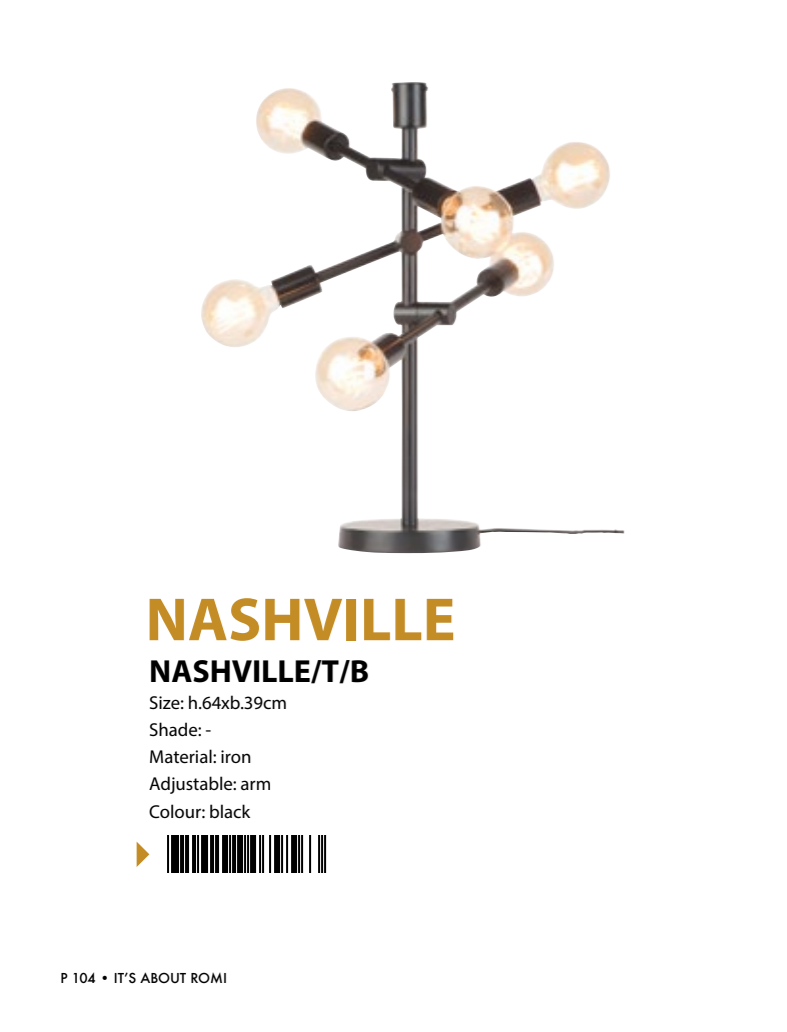 NASHVILLE
NASHVILLE/T/B
Size: h.64xb.39cm
Shade: -
Material: iron
Adjustable: arm
Colour: black
P 104 • IT'S ABOUT ROMI